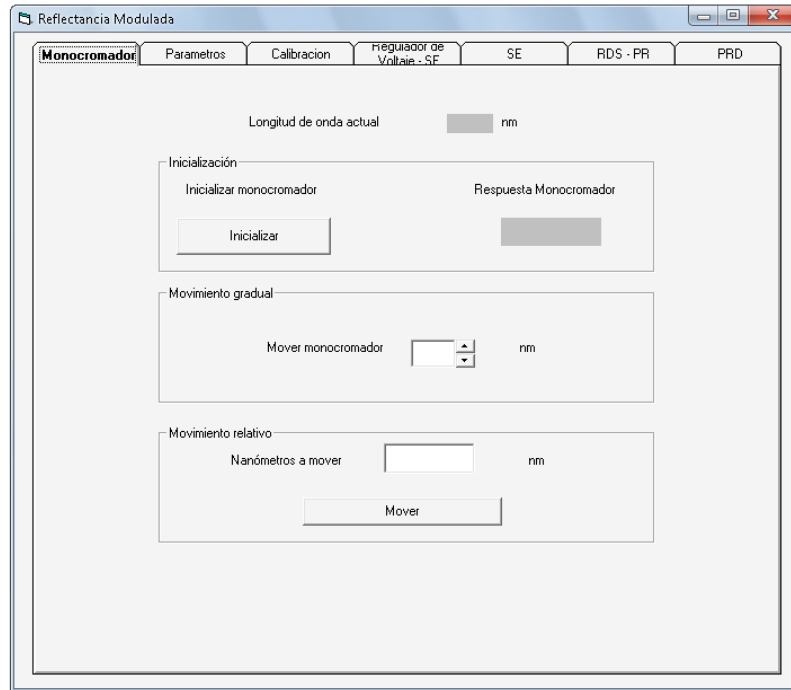 Reflectancia Modulada
Monocromador Parametros Calibracion Regulador de Voltaje - SE SE RDS - PR PRD
Longitud de onda actual nm
Inicialización
Inicializar monocromador Respuesta Monocromador
Inicializar
Movimiento gradual
Mover monocromador nm
Movimiento relativo
Nanómetros a mover nm
Mover